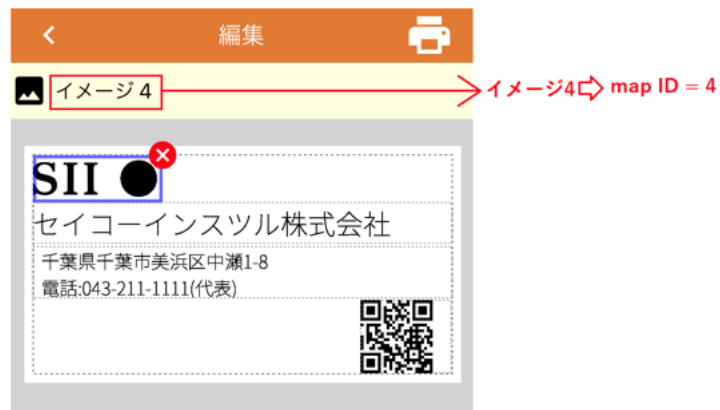 編集
イメージ 4
イメージ4⇨ map ID = 4
SII ●
セイコーインスツル株式会社
千葉県千葉市美浜区中瀬1-8
電話:043-211-1111(代表)